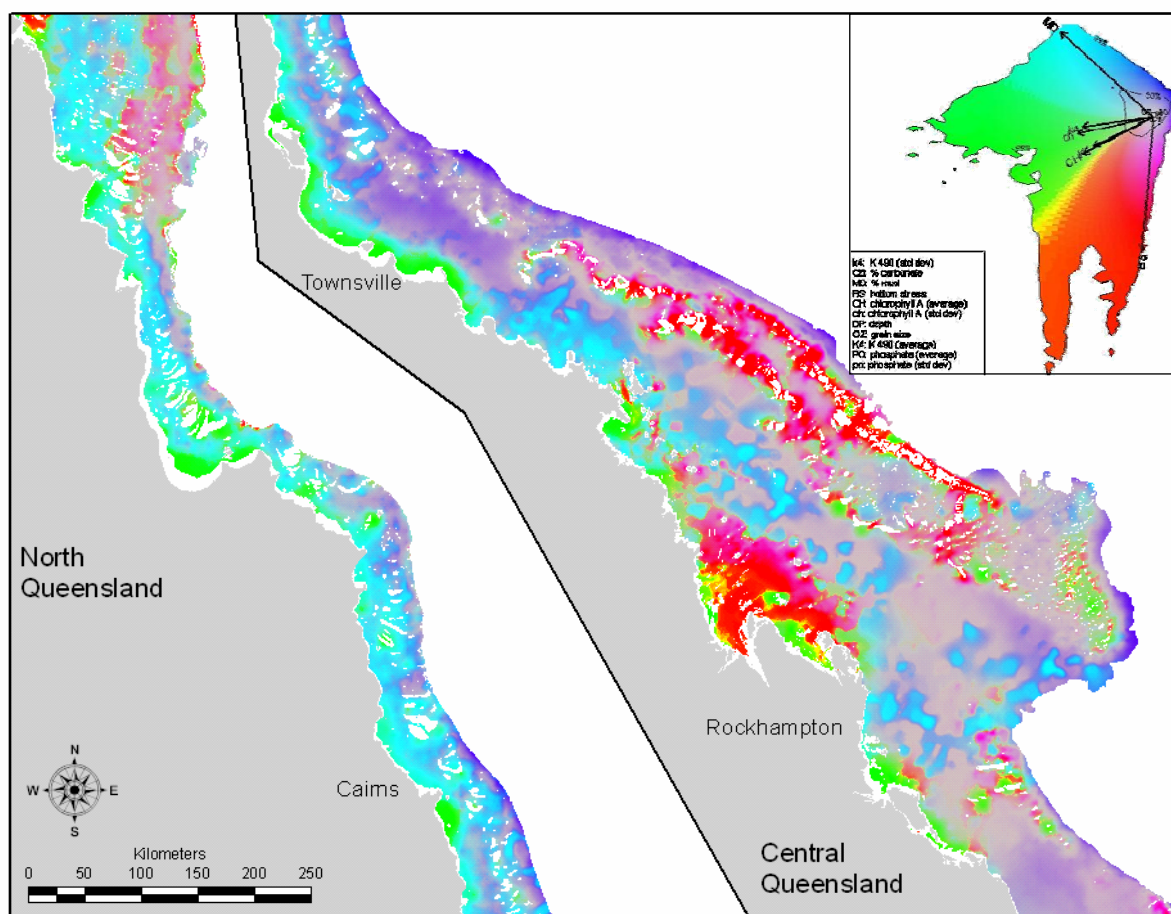 North
Queensland
Townsville
Cairns
Rockhampton
Central
Queensland
N
W
E
S
Kilometers
0 50 100 150 200 250
MD
k4: K 490 (std dev)
CB: % carbonate
MD: % mud
BS: bottom stress
CH: chlorophyll A (average)
ch: chlorophyll A (std dev)
DP: depth
GZ: grain size
K4: K 490 (average)
PO: phosphate (average)
po: phosphate (std dev)